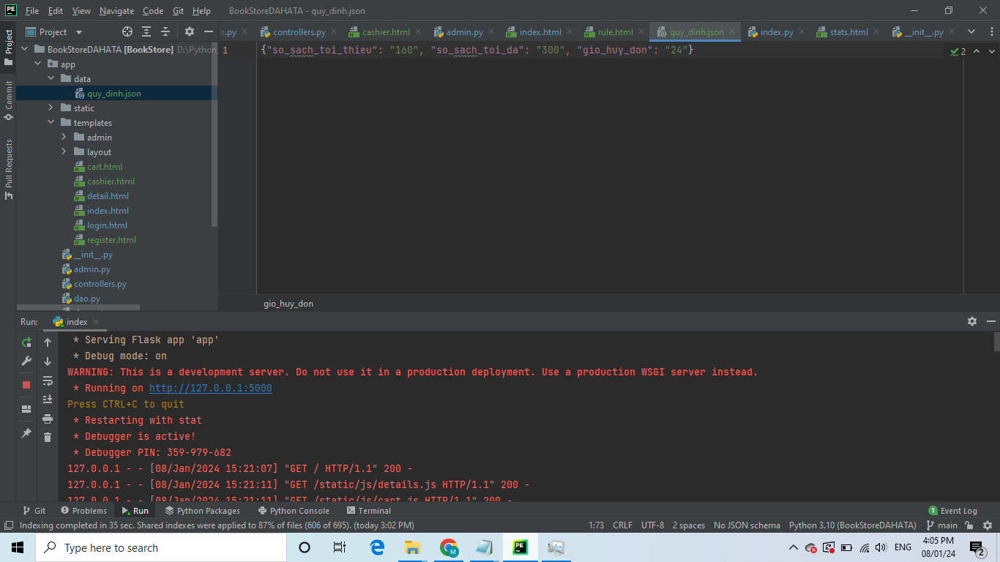 PE File Edit View Navigate Code Git Help BookStoreDAHATA - quy_dinh.json
Project s.py controllers.py cashier.html admin.py index.html rule.html quy_dinh.json index.py stats.html __init__.py
Project
Commit
Pull Requests
BookStoreDAHATA [BookStore] D:\Python
app
data
quy_dinh.json
static
templates
admin
layout
cart.html
cashier.html
detail.html
index.html
login.html
register.html
__init__.py
admin.py
controllers.py
dao.py
1 {"so_sach_toi_thieu": "160", "so_sach_toi_da": "300", "gio_huy_don": "24"}
2
gio_huy_don
Run: index
* Serving Flask app 'app'
* Debug mode: on
WARNING: This is a development server. Do not use it in a production deployment. Use a production WSGI server instead.
* Running on http://127.0.0.1:5000
Press CTRL+C to quit
* Restarting with stat
* Debugger is active!
* Debugger PIN: 359-979-682
127.0.0.1 - - [08/Jan/2024 15:21:07] "GET / HTTP/1.1" 200 -
127.0.0.1 - - [08/Jan/2024 15:21:11] "GET /static/js/details.js HTTP/1.1" 200 -
127.0.0.1 - - [08/Jan/2024 15:21:11] "GET /static/js/cart.js HTTP/1.1" 200 -
Git Problems Run Python Packages Python Console Terminal 1 Event Log
Indexing completed in 35 sec. Shared indexes were applied to 87% of files (606 of 695). (today 3:02 PM) 1:73 CRLF UTF-8 2 spaces No JSON schema Python 3.10 (BookStoreDAHATA) main
Type here to search PE ENG 4:05 PM 2
08/01/24